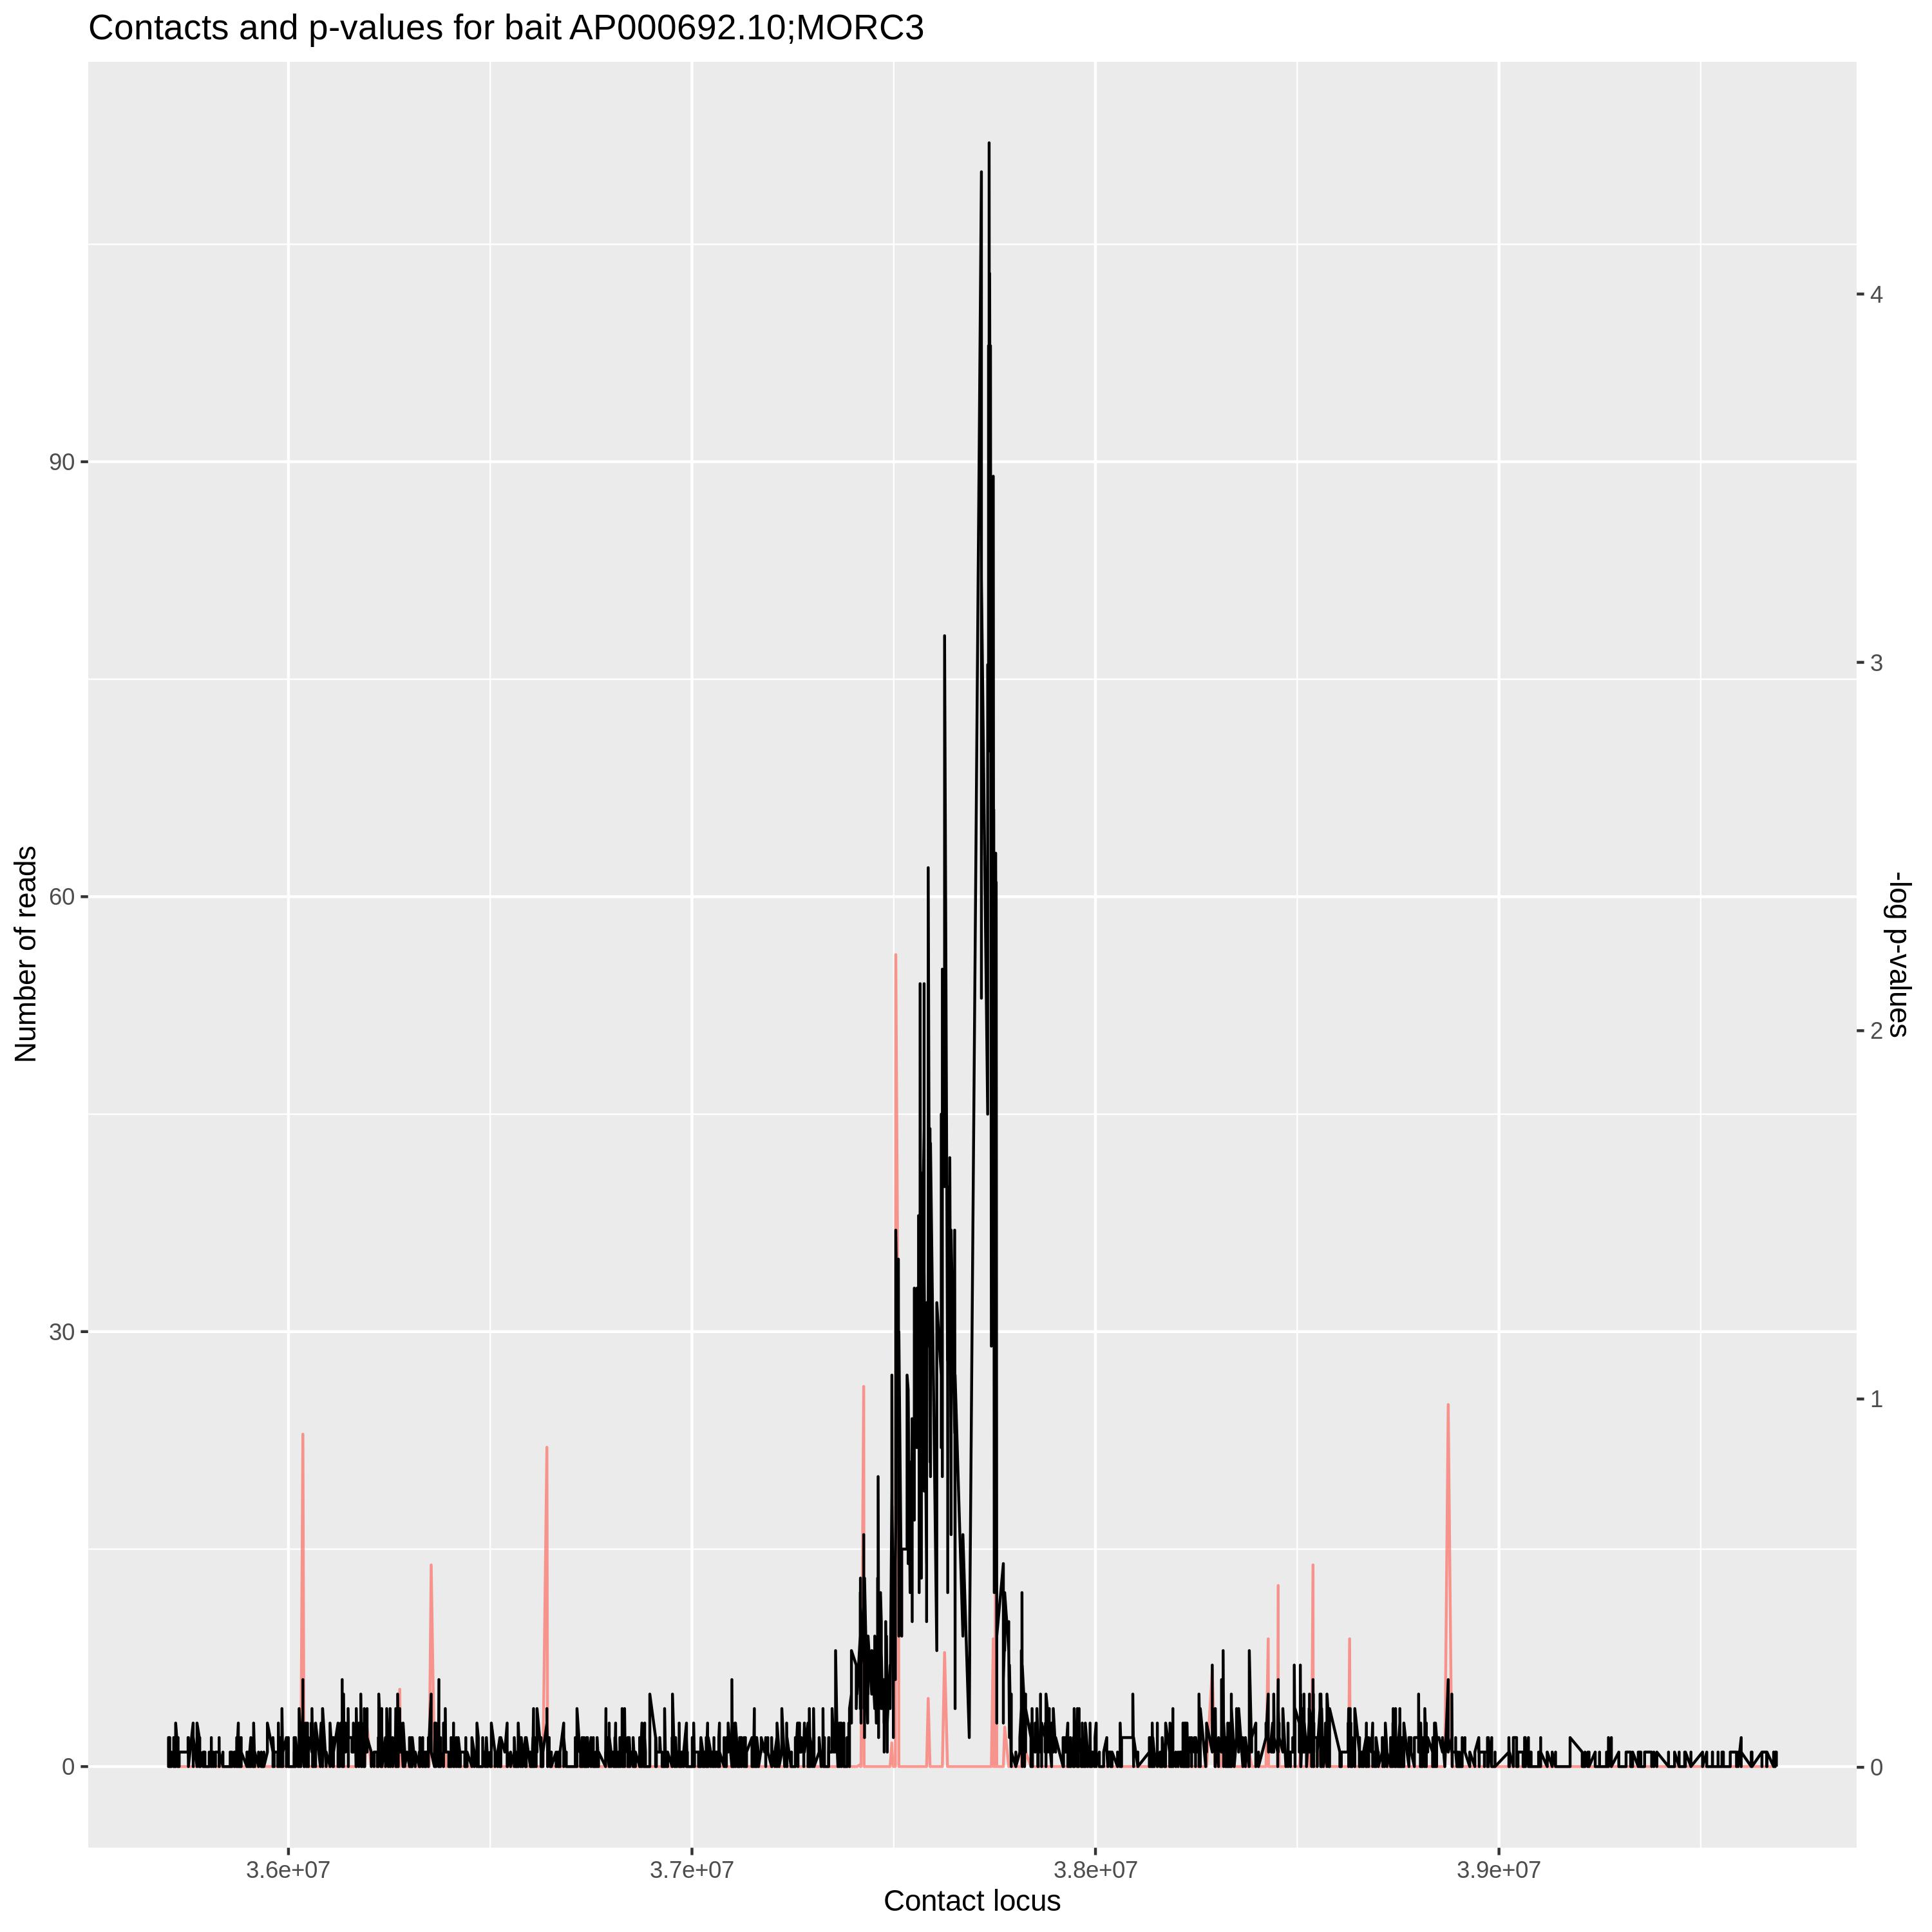 Contacts and p-values for bait AP000692.10;MORC3
Number of reads
90
60
30
0
4
3
2
1
0
-log p-values
3.6e+07 3.7e+07 3.8e+07 3.9e+07
Contact locus